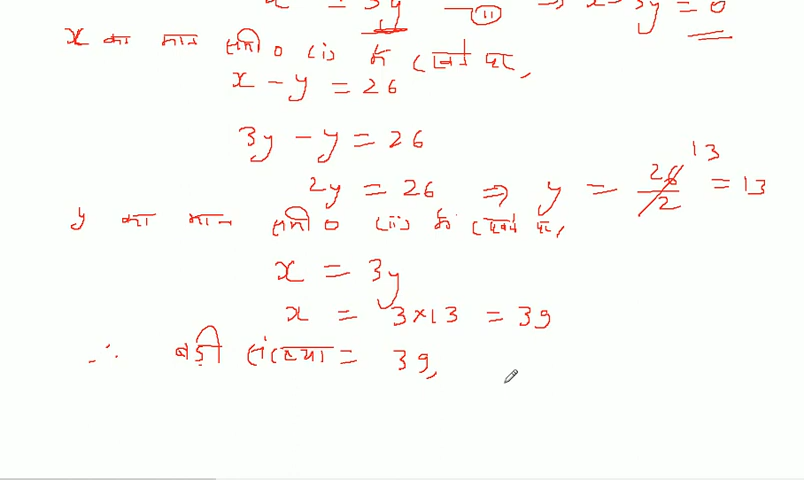 x = 3y — (ii) ⇒ x - 3y = 0
x का मान समी० (i) में रखने पर,
x - y = 26
3y - y = 26
2y = 26 ⇒ y = 26/2 13 = 13
y का मान समी० (ii) में रखने पर,
x = 3y
x = 3×13 = 39
∴ बड़ी संख्या = 39,